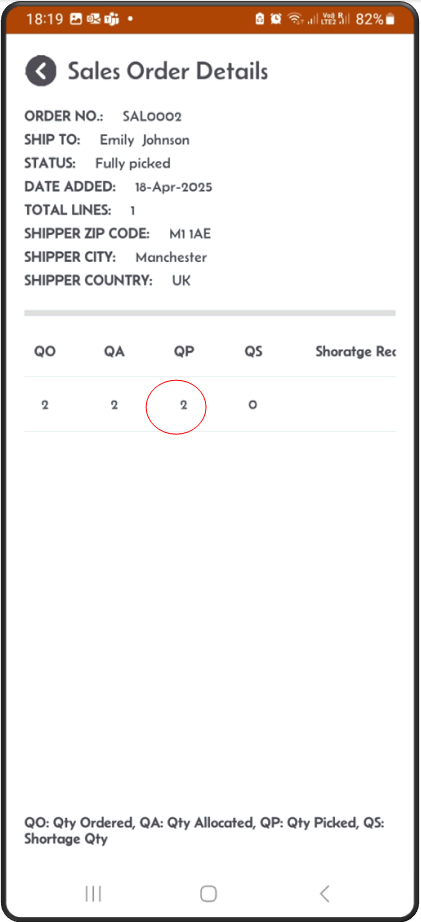 18:19 82%
Sales Order Details
ORDER NO.: SAL0002
SHIP TO: Emily Johnson
STATUS: Fully picked
DATE ADDED: 18-Apr-2025
TOTAL LINES: 1
SHIPPER ZIP CODE: M1 1AE
SHIPPER CITY: Manchester
SHIPPER COUNTRY: UK
QO QA QP QS Shoratge Rec
2 2 2 0
QO: Qty Ordered, QA: Qty Allocated, QP: Qty Picked, QS:
Shortage Qty